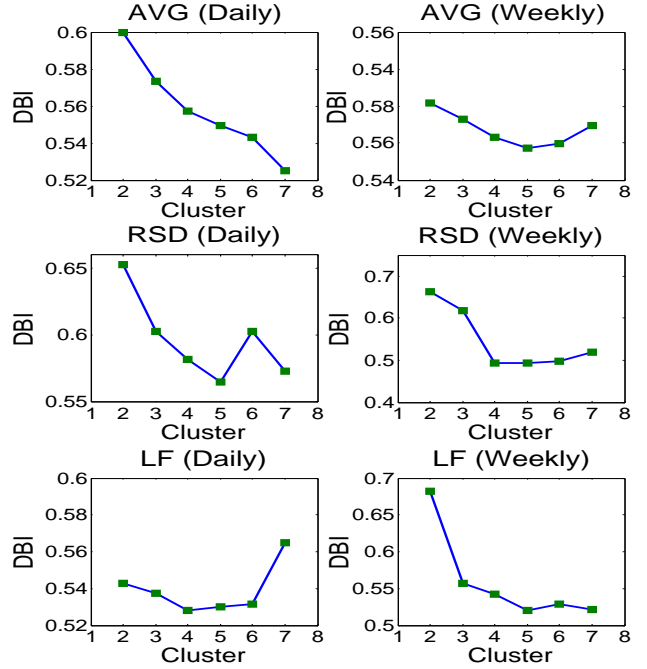 AVG (Daily)
0.6
0.58
0.56
0.54
0.52
DBI
1 2 3 4 5 6 7 8
Cluster
AVG (Weekly)
0.56
0.54
0.58
0.56
0.54
DBI
1 2 3 4 5 6 7 8
Cluster
RSD (Daily)
0.65
0.6
0.55
DBI
1 2 3 4 5 6 7 8
Cluster
RSD (Weekly)
0.7
0.6
0.5
0.4
DBI
1 2 3 4 5 6 7 8
Cluster
LF (Daily)
0.6
0.58
0.56
0.54
0.52
DBI
1 2 3 4 5 6 7 8
Cluster
LF (Weekly)
0.7
0.65
0.6
0.55
0.5
DBI
1 2 3 4 5 6 7 8
Cluster